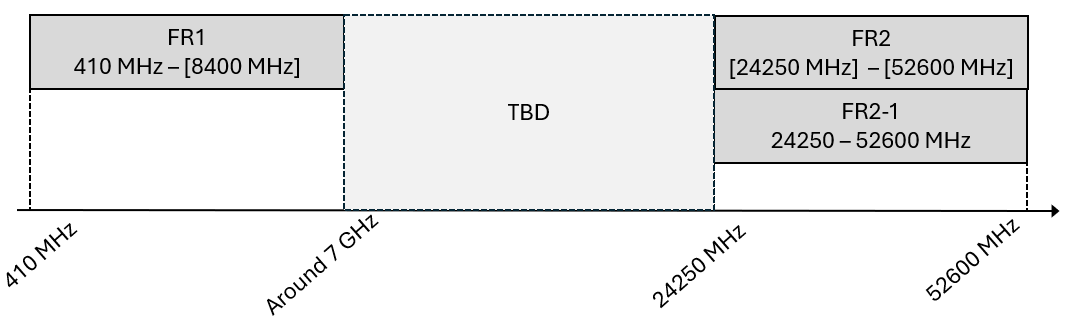 FR1
410 MHz – [8400 MHz]
TBD
FR2
[24250 MHz] – [52600 MHz]
FR2-1
24250 – 52600 MHz
410 MHz
Around 7 GHz
24250 MHz
52600 MHz